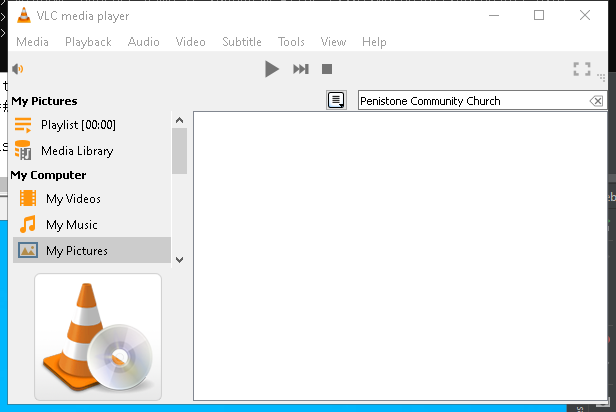 VLC media player
Media Playback Audio Video Subtitle Tools View Help
My Pictures
Penistone Community Church
Playlist [00:00]
Media Library
My Computer
My Videos
My Music
My Pictures